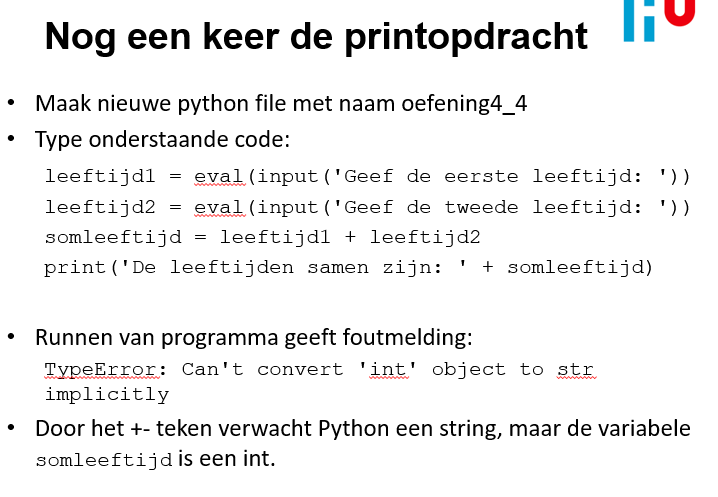 Nog een keer de printopdracht
• Maak nieuwe python file met naam oefening4_4
• Type onderstaande code:
leeftijd1 = eval(input('Geef de eerste leeftijd: '))
leeftijd2 = eval(input('Geef de tweede leeftijd: '))
somleeftijd = leeftijd1 + leeftijd2
print('De leeftijden samen zijn: ' + somleeftijd)
• Runnen van programma geeft foutmelding:
TypeError: Can't convert 'int' object to str
implicitly
• Door het +- teken verwacht Python een string, maar de variabele
somleeftijd is een int.